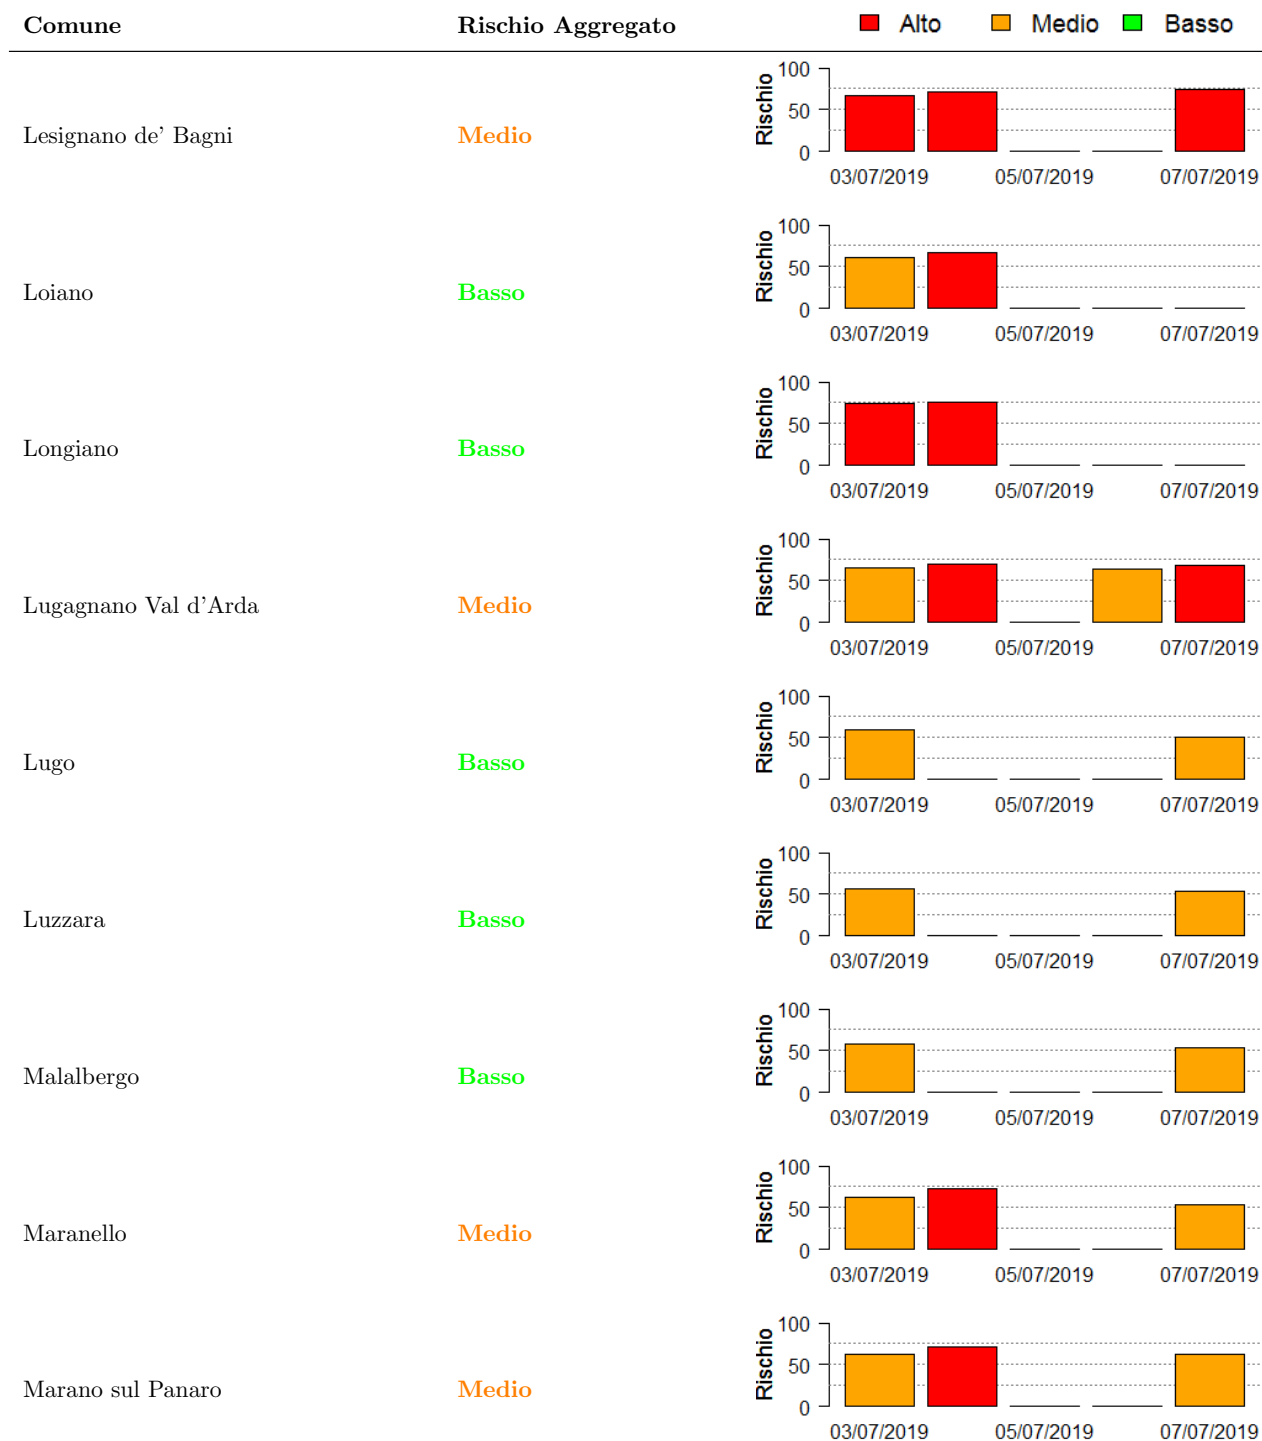 Comune Rischio Aggregato Alto Medio Basso
Lesignano de' Bagni Medio Rischio 100 50 0
03/07/2019 05/07/2019 07/07/2019
Loiano Basso Rischio 100 50 0
03/07/2019 05/07/2019 07/07/2019
Longiano Basso Rischio 100 50 0
03/07/2019 05/07/2019 07/07/2019
Lugagnano Val d'Arda Medio Rischio 100 50 0
03/07/2019 05/07/2019 07/07/2019
Lugo Basso Rischio 100 50 0
03/07/2019 05/07/2019 07/07/2019
Luzzara Basso Rischio 100 50 0
03/07/2019 05/07/2019 07/07/2019
Malalbergo Basso Rischio 100 50 0
03/07/2019 05/07/2019 07/07/2019
Maranello Medio Rischio 100 50 0
03/07/2019 05/07/2019 07/07/2019
Marano sul Panaro Medio Rischio 100 50 0
03/07/2019 05/07/2019 07/07/2019